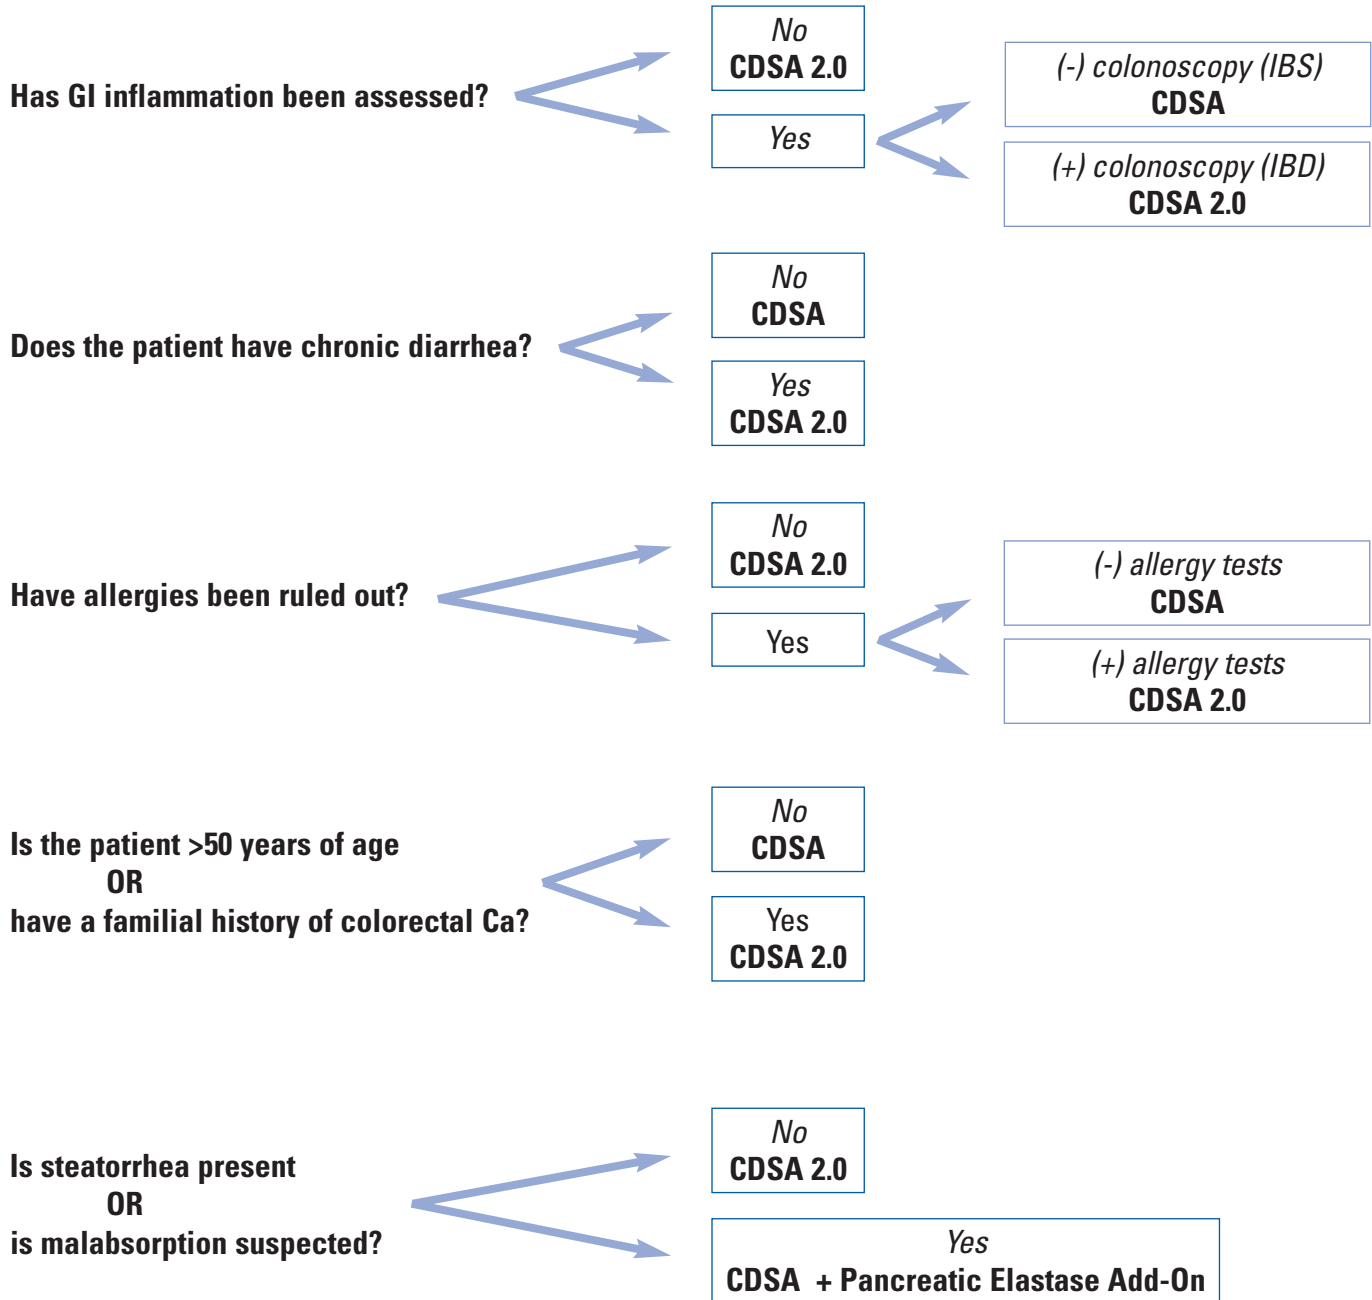 Has GI inflammation been assessed?
No
CDSA 2.0
Yes
(-) colonoscopy (IBS)
CDSA
(+) colonoscopy (IBD)
CDSA 2.0
Does the patient have chronic diarrhea?
No
CDSA
Yes
CDSA 2.0
Have allergies been ruled out?
No
CDSA 2.0
Yes
(-) allergy tests
CDSA
(+) allergy tests
CDSA 2.0
Is the patient >50 years of age
OR
have a familial history of colorectal Ca?
No
CDSA
Yes
CDSA 2.0
Is steatorrhea present
OR
is malabsorption suspected?
No
CDSA 2.0
Yes
CDSA + Pancreatic Elastase Add-On